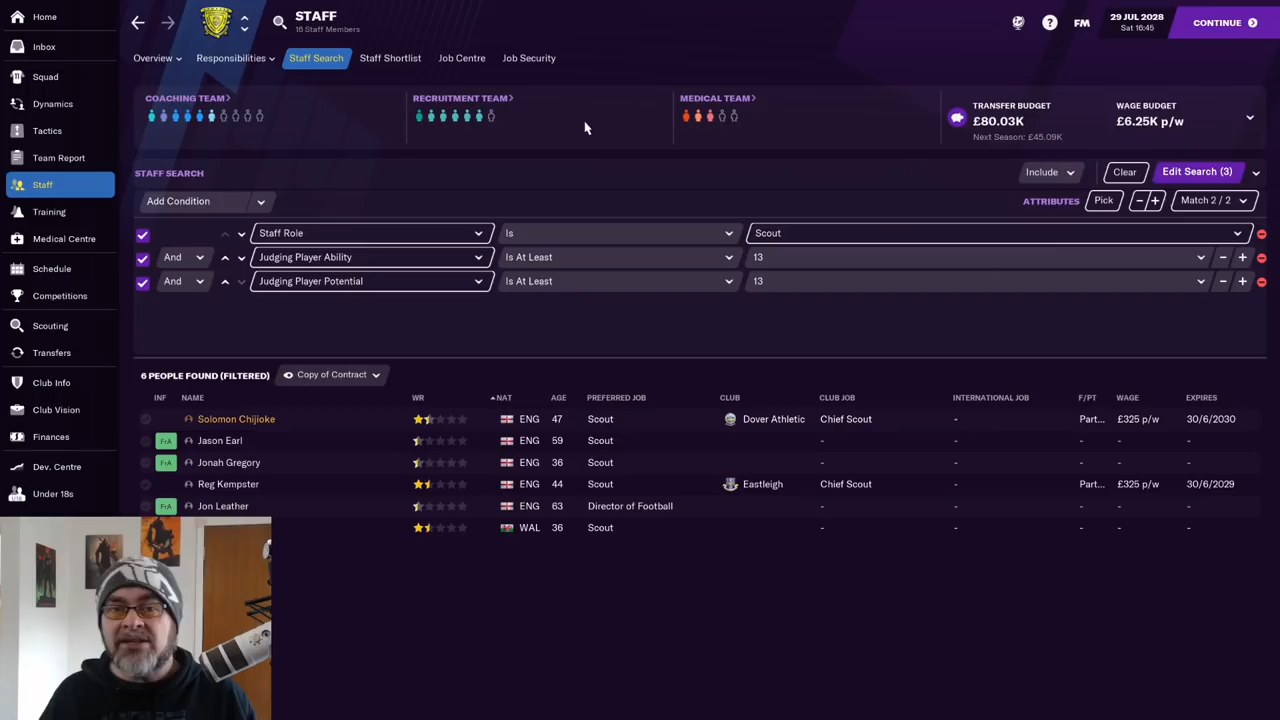 Home
Inbox
Squad
Dynamics
Tactics
Team Report
Staff
Training
Medical Centre
Schedule
Competitions
Scouting
Transfers
Club Info
Club Vision
Finances
Dev. Centre
Under 18s
STAFF
16 Staff Members
FM
29 JUL 2028
Sat 16:45
CONTINUE
Overview
Responsibilities
Staff Search
Staff Shortlist
Job Centre
Job Security
COACHING TEAM
RECRUITMENT TEAM
MEDICAL TEAM
TRANSFER BUDGET
£80.03K
Next Season: £45.09K
WAGE BUDGET
£6.25K p/w
STAFF SEARCH
Include
Clear
Edit Search (3)
Add Condition
ATTRIBUTES
Pick
Match 2 / 2
Staff Role Is Scout
And Judging Player Ability Is At Least 13
And Judging Player Potential Is At Least 13
6 PEOPLE FOUND (FILTERED)
Copy of Contract
INF NAME WR NAT AGE PREFERRED JOB CLUB CLUB JOB INTERNATIONAL JOB F/PT WAGE EXPIRES
Solomon Chijioke ENG 47 Scout Dover Athletic Chief Scout - Part... £325 p/w 30/6/2030
FrA Jason Earl ENG 59 Scout - - - - -
FrA Jonah Gregory ENG 36 Scout - - - - -
Reg Kempster ENG 44 Scout Eastleigh Chief Scout - Part... £325 p/w 30/6/2029
FrA Jon Leather ENG 63 Director of Football - - - - -
WAL 36 Scout - - - - -